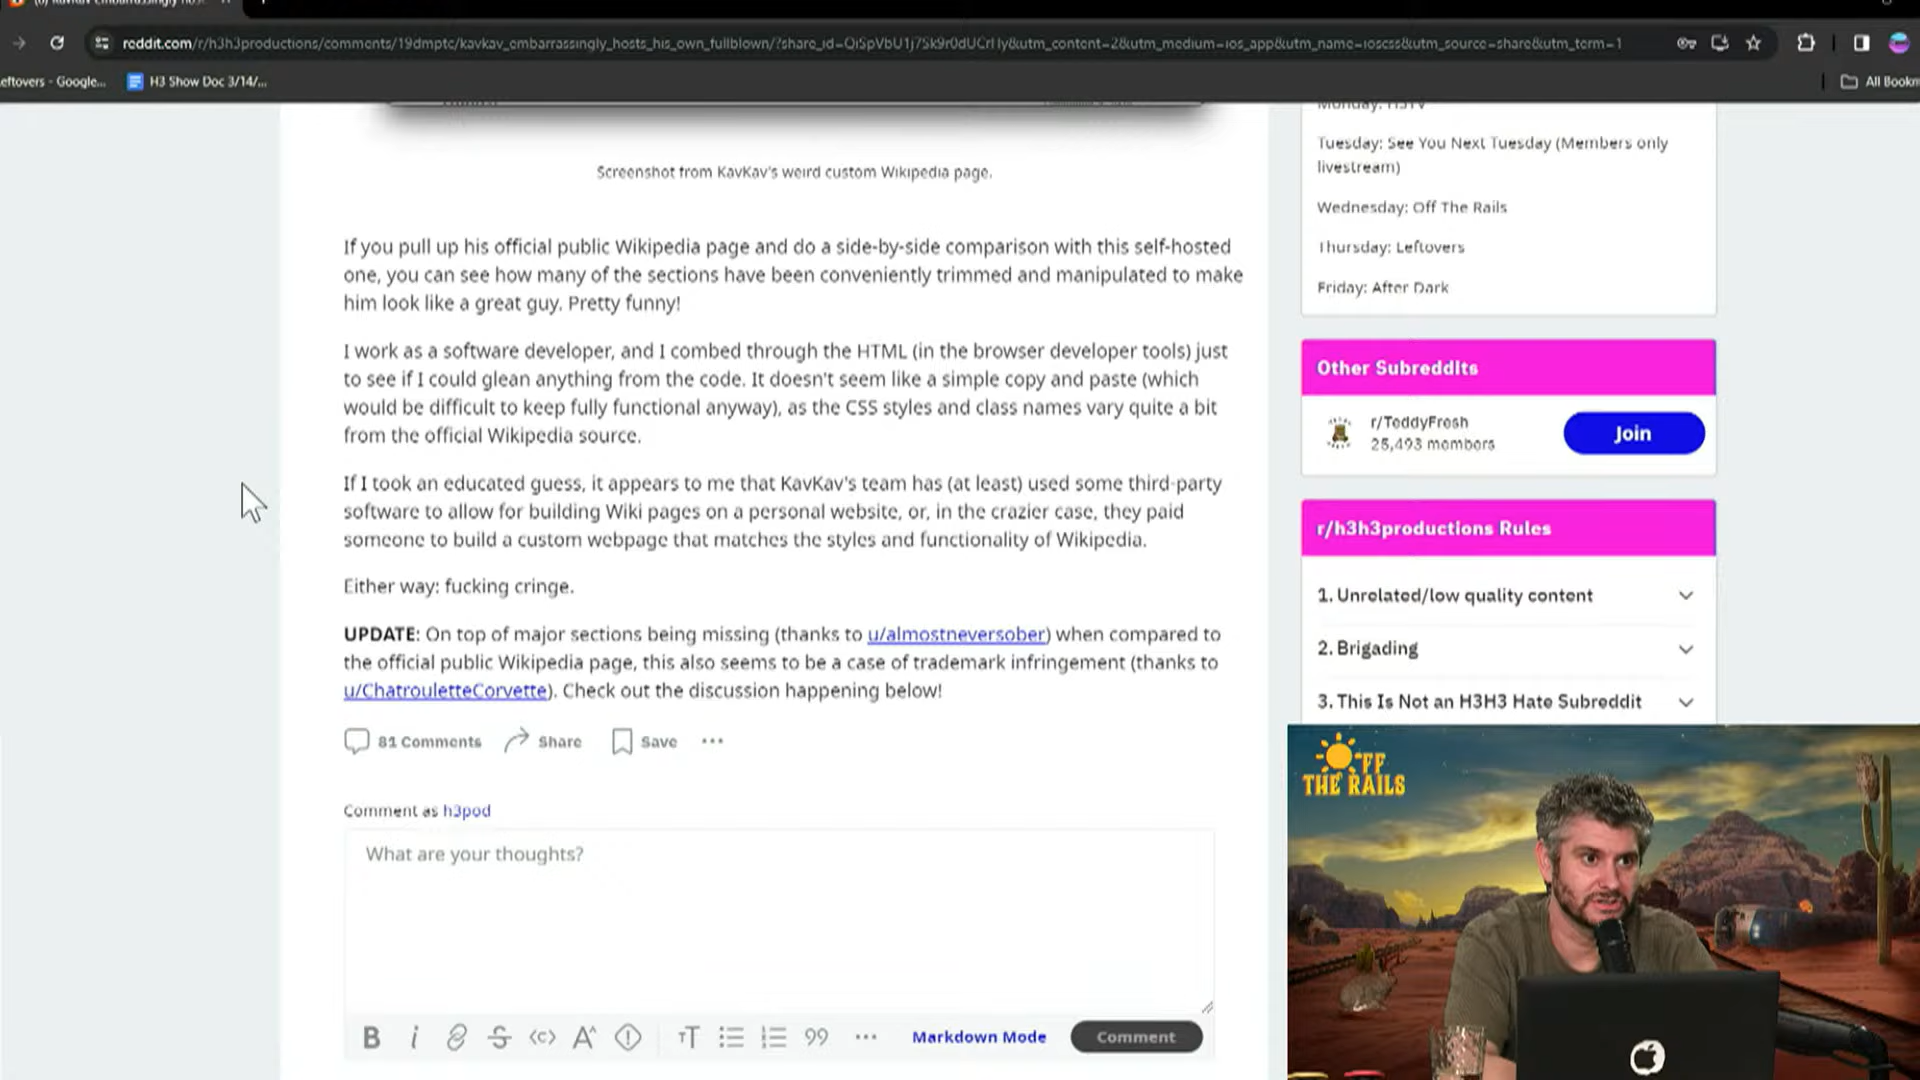 reddit.com/r/h3h3productions/comments/19dmptc/kavkav_embarrassingly_hosts_his_own_fullblown/
eftovers - Google...
H3 Show Doc 3/14/...
All Bookm
Screenshot from KavKav's weird custom Wikipedia page.
If you pull up his official public Wikipedia page and do a side-by-side comparison with this self-hosted
one, you can see how many of the sections have been conveniently trimmed and manipulated to make
him look like a great guy. Pretty funny!
I work as a software developer, and I combed through the HTML (in the browser developer tools) just
to see if I could glean anything from the code. It doesn't seem like a simple copy and paste (which
would be difficult to keep fully functional anyway), as the CSS styles and class names vary quite a bit
from the official Wikipedia source.
If I took an educated guess, it appears to me that KavKav's team has (at least) used some third-party
software to allow for building Wiki pages on a personal website, or, in the crazier case, they paid
someone to build a custom webpage that matches the styles and functionality of Wikipedia.
Either way: fucking cringe.
UPDATE: On top of major sections being missing (thanks to u/almostneversober) when compared to
the official public Wikipedia page, this also seems to be a case of trademark infringement (thanks to
u/ChatrouletteCorvette). Check out the discussion happening below!
81 Comments
Share
Save
Comment as h3pod
What are your thoughts?
Markdown Mode
Comment
Monday: H3TV
Tuesday: See You Next Tuesday (Members only
livestream)
Wednesday: Off The Rails
Thursday: Leftovers
Friday: After Dark
Other Subreddits
r/TeddyFresh
25,493 members
Join
r/h3h3productions Rules
1. Unrelated/low quality content
2. Brigading
3. This Is Not an H3H3 Hate Subreddit
OFF
THE RAILS